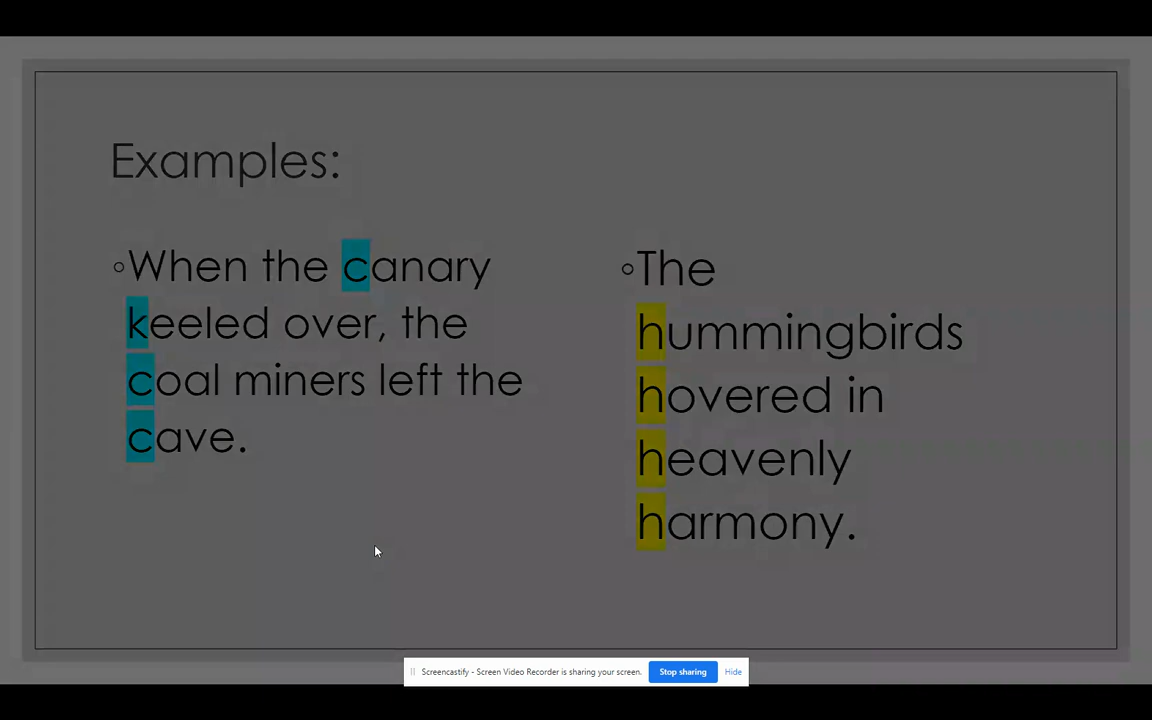 Examples:
◦When the canary
keeled over, the
coal miners left the
cave.
◦The
hummingbirds
hovered in
heavenly
harmony.
Screencastify - Screen Video Recorder is sharing your screen. Stop sharing Hide